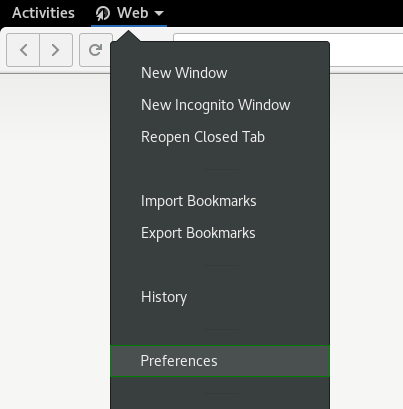 Activities Web
New Window
New Incognito Window
Reopen Closed Tab
Import Bookmarks
Export Bookmarks
History
Preferences